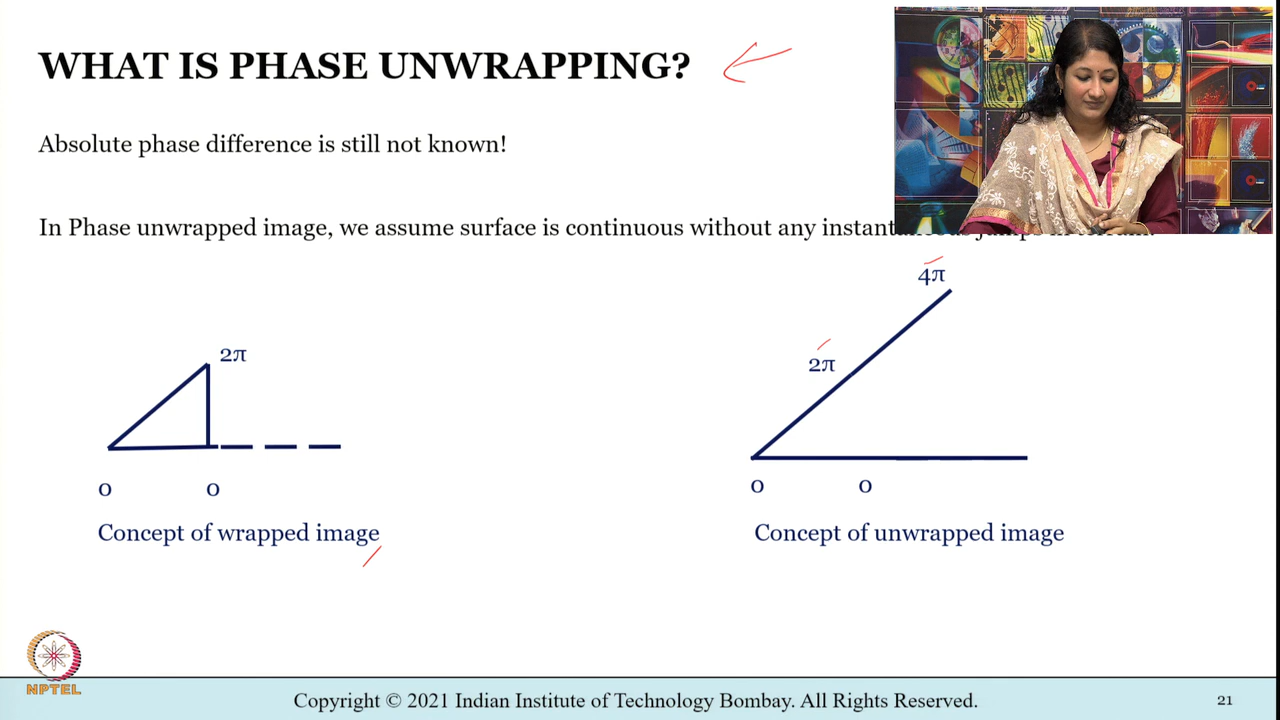 WHAT IS PHASE UNWRAPPING?
Absolute phase difference is still not known!
In Phase unwrapped image, we assume surface is continuous without any
4π
2π
2π
0 0
0 0
Concept of wrapped image
Concept of unwrapped image
NPTEL
Copyright © 2021 Indian Institute of Technology Bombay. All Rights Reserved.
21